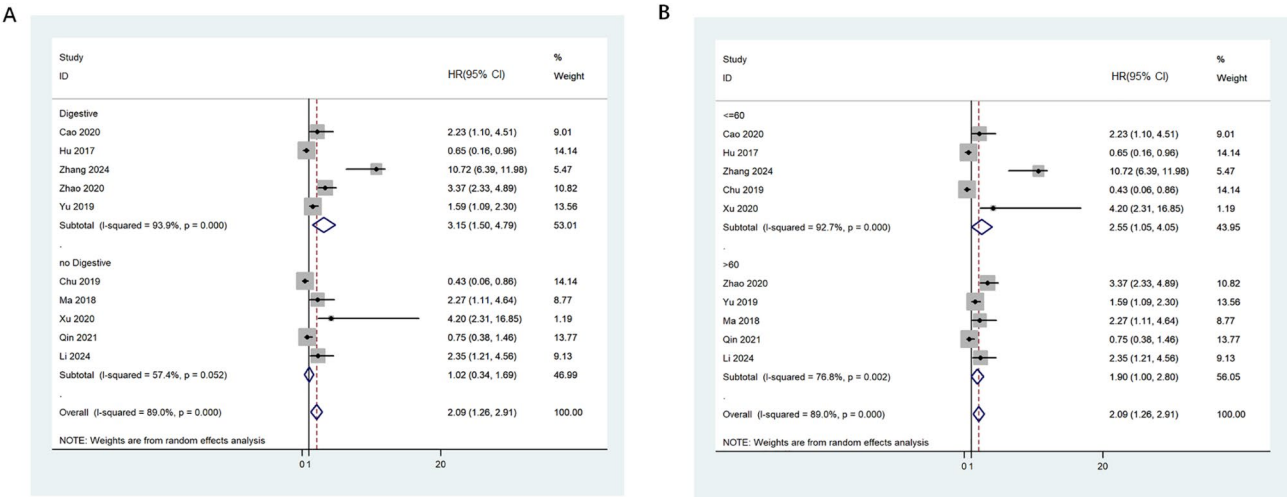 A
Study %
ID HR(95% CI) Weight
Digestive
Cao 2020 2.23 (1.10, 4.51) 9.01
Hu 2017 0.65 (0.16, 0.96) 14.14
Zhang 2024 10.72 (6.39, 11.98) 5.47
Zhao 2020 3.37 (2.33, 4.89) 10.82
Yu 2019 1.59 (1.09, 2.30) 13.56
Subtotal (I-squared = 93.9%, p = 0.000) 3.15 (1.50, 4.79) 53.01
.
no Digestive
Chu 2019 0.43 (0.06, 0.86) 14.14
Ma 2018 2.27 (1.11, 4.64) 8.77
Xu 2020 4.20 (2.31, 16.85) 1.19
Qin 2021 0.75 (0.38, 1.46) 13.77
Li 2024 2.35 (1.21, 4.56) 9.13
Subtotal (I-squared = 57.4%, p = 0.052) 1.02 (0.34, 1.69) 46.99
.
Overall (I-squared = 89.0%, p = 0.000) 2.09 (1.26, 2.91) 100.00
NOTE: Weights are from random effects analysis
0 1 20
B
Study %
ID HR(95% CI) Weight
<=60
Cao 2020 2.23 (1.10, 4.51) 9.01
Hu 2017 0.65 (0.16, 0.96) 14.14
Zhang 2024 10.72 (6.39, 11.98) 5.47
Chu 2019 0.43 (0.06, 0.86) 14.14
Xu 2020 4.20 (2.31, 16.85) 1.19
Subtotal (I-squared = 92.7%, p = 0.000) 2.55 (1.05, 4.05) 43.95
.
>60
Zhao 2020 3.37 (2.33, 4.89) 10.82
Yu 2019 1.59 (1.09, 2.30) 13.56
Ma 2018 2.27 (1.11, 4.64) 8.77
Qin 2021 0.75 (0.38, 1.46) 13.77
Li 2024 2.35 (1.21, 4.56) 9.13
Subtotal (I-squared = 76.8%, p = 0.002) 1.90 (1.00, 2.80) 56.05
.
Overall (I-squared = 89.0%, p = 0.000) 2.09 (1.26, 2.91) 100.00
NOTE: Weights are from random effects analysis
0 1 20